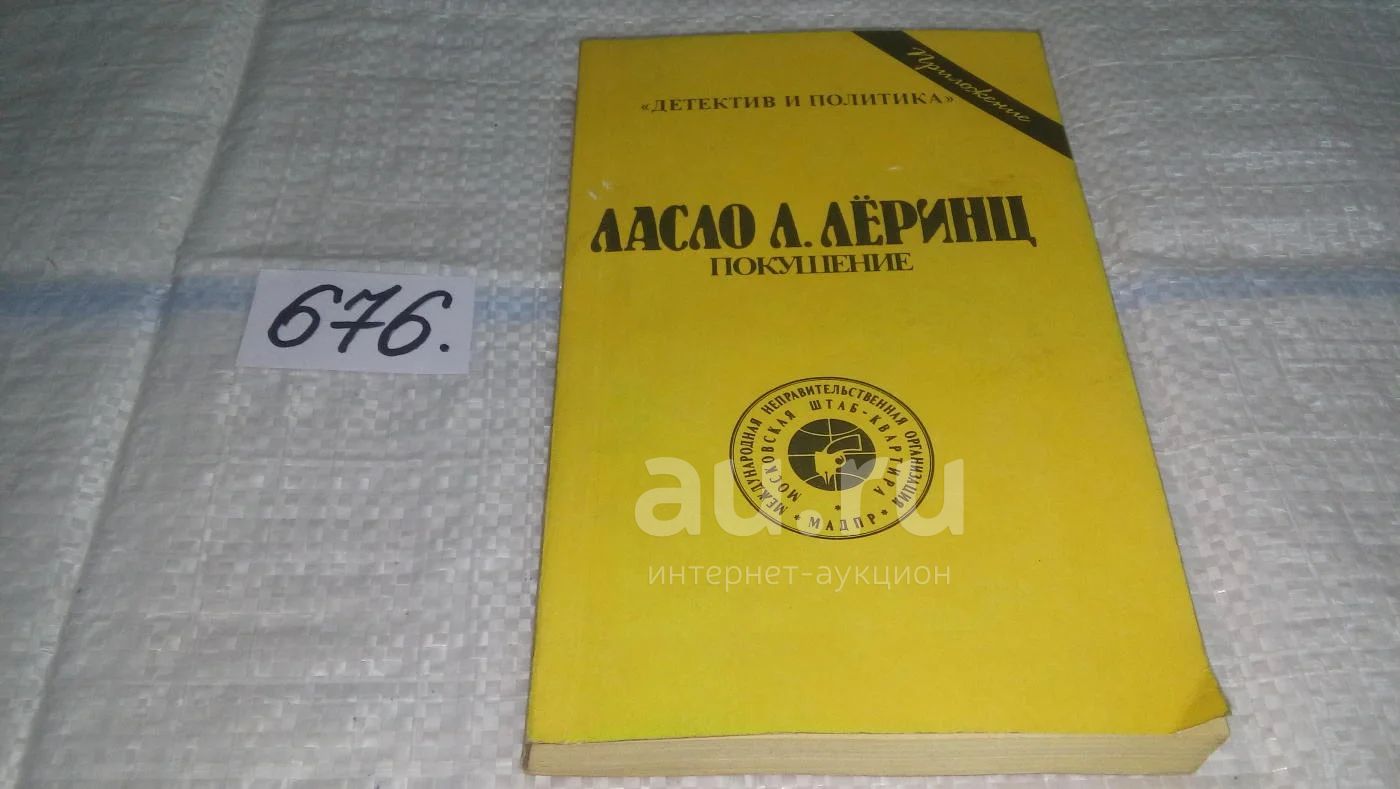 Приложение
«ДЕТЕКТИВ И ПОЛИТИКА»
ЛАСЛО Л. ЛЁРИНЦ
ПОКУШЕНИЕ
676.
МЕЖДУНАРОДНАЯ НЕПРАВИТЕЛЬСТВЕННАЯ ОРГАНИЗАЦИЯ
МОСКОВСКАЯ ШТАБ-КВАРТИРА
* МАДПР *
au.ru
интернет-аукцион